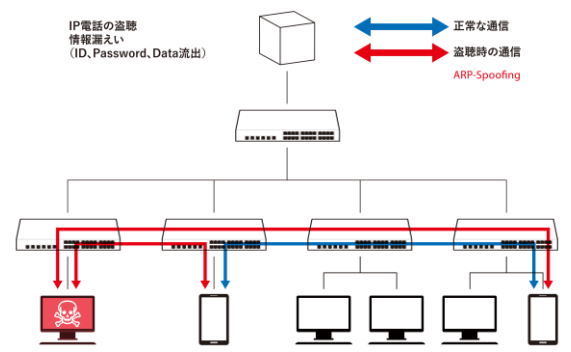 IP電話の盗聴
情報漏えい
（ID、Password、Data流出）
正常な通信
盗聴時の通信
ARP-Spoofing